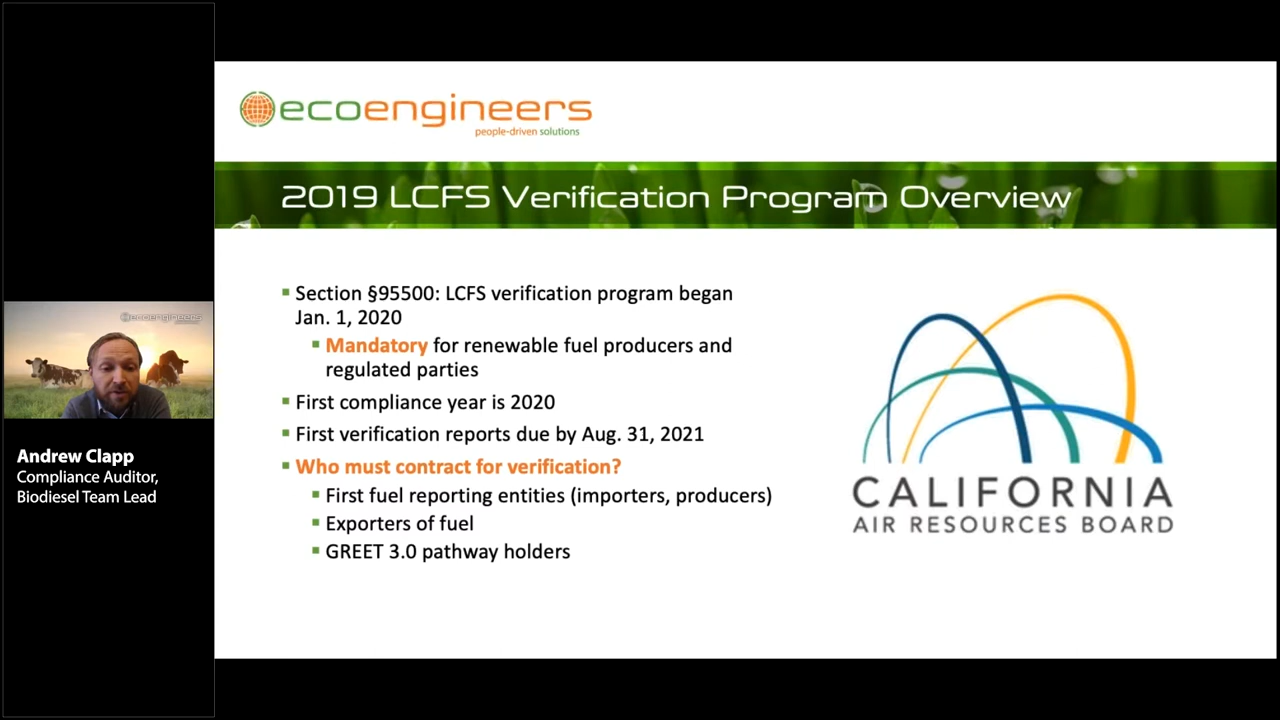 ecoengineers
people-driven solutions
2019 LCFS Verification Program Overview
▪ Section §95500: LCFS verification program began
Jan. 1, 2020
▪ Mandatory for renewable fuel producers and
regulated parties
▪ First compliance year is 2020
▪ First verification reports due by Aug. 31, 2021
▪ Who must contract for verification?
▪ First fuel reporting entities (importers, producers)
▪ Exporters of fuel
▪ GREET 3.0 pathway holders
CALIFORNIA
AIR RESOURCES BOARD
ecoengineers
Andrew Clapp
Compliance Auditor,
Biodiesel Team Lead